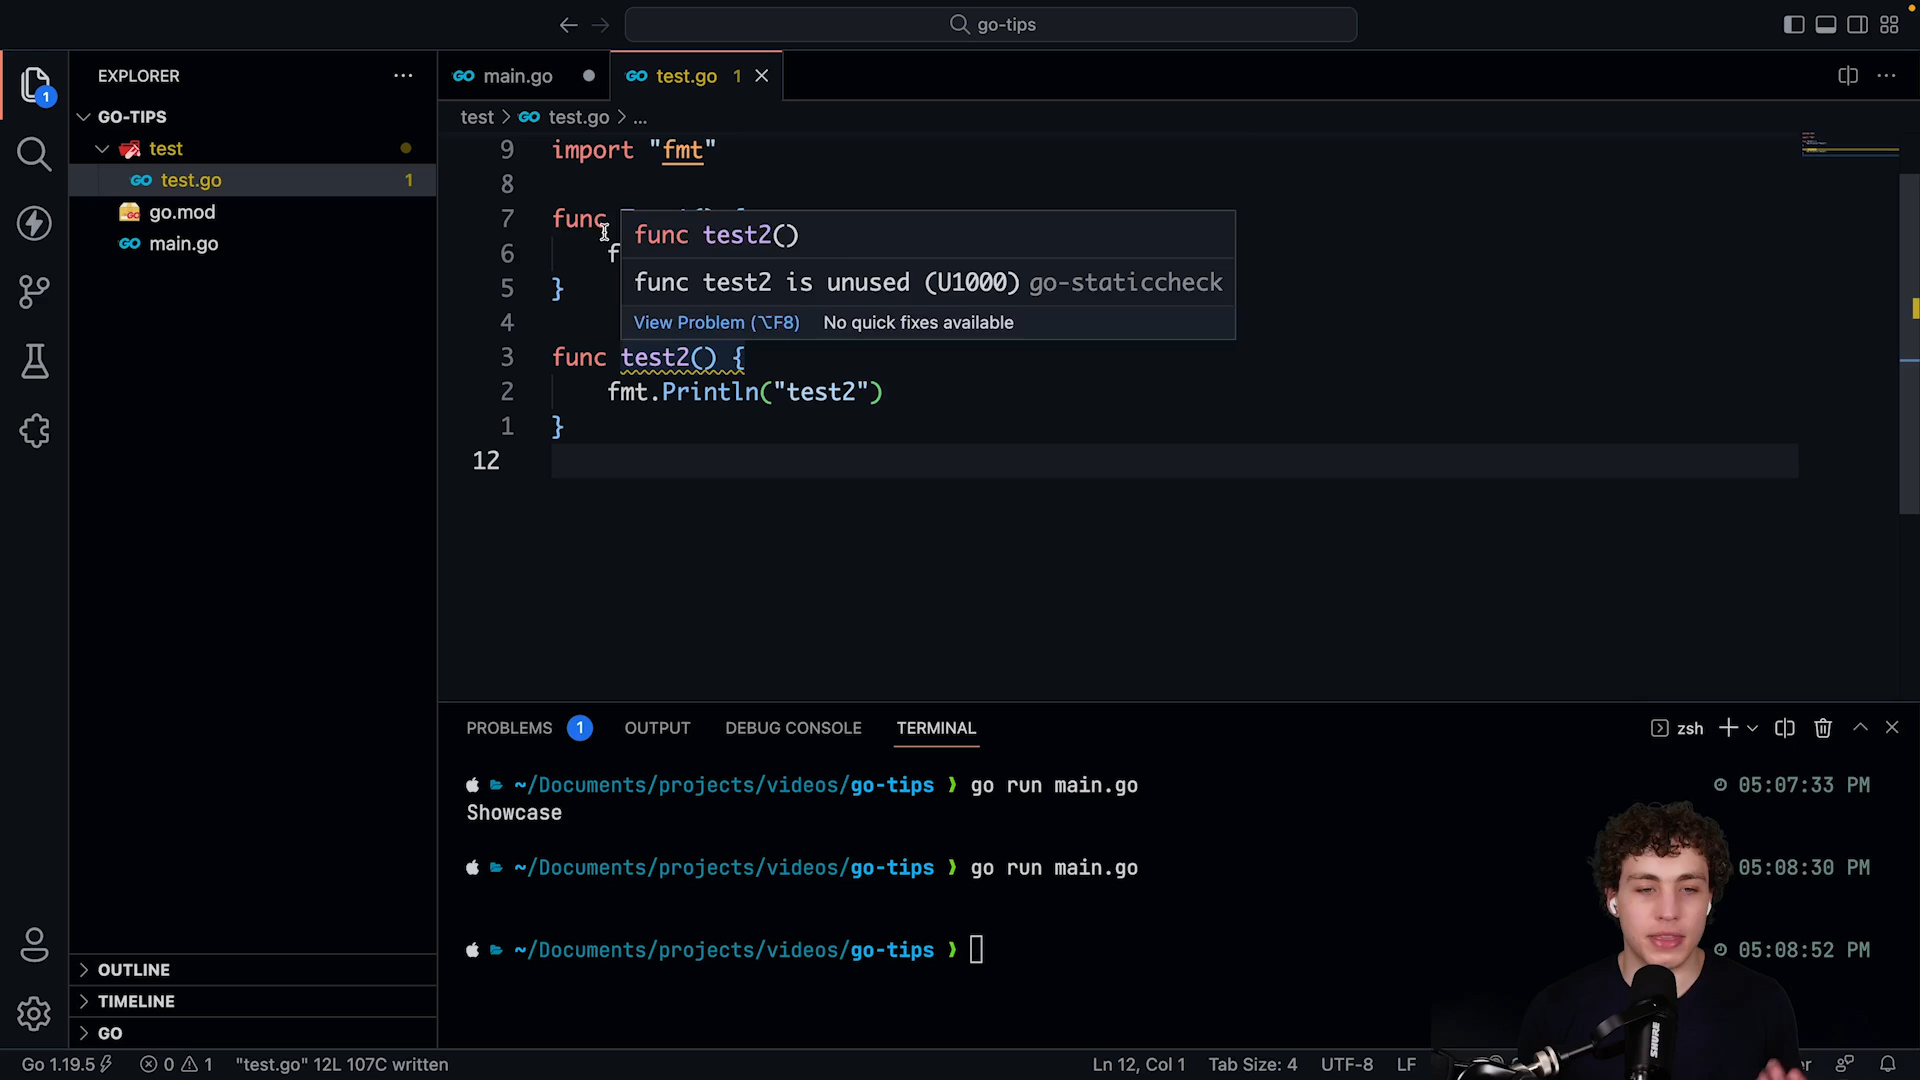 go-tips
EXPLORER
main.go
test.go 1
GO-TIPS
test > test.go > ...
test
test.go 1
go.mod
main.go
9 import "fmt"
8
7 func
6 f
5 }
4
func test2()
func test2 is unused (U1000) go-staticcheck
View Problem (⌥F8) No quick fixes available
3 func test2() {
2 fmt.Println("test2")
1 }
12
PROBLEMS 1 OUTPUT DEBUG CONSOLE TERMINAL
zsh
~/Documents/projects/videos/go-tips ❯ go run main.go 05:07:33 PM
Showcase
~/Documents/projects/videos/go-tips ❯ go run main.go 05:08:30 PM
~/Documents/projects/videos/go-tips ❯ 05:08:52 PM
OUTLINE
TIMELINE
GO
1
SHURE
Go 1.19.5 0 1 "test.go" 12L 107C written Ln 12, Col 1 Tab Size: 4 UTF-8 LF